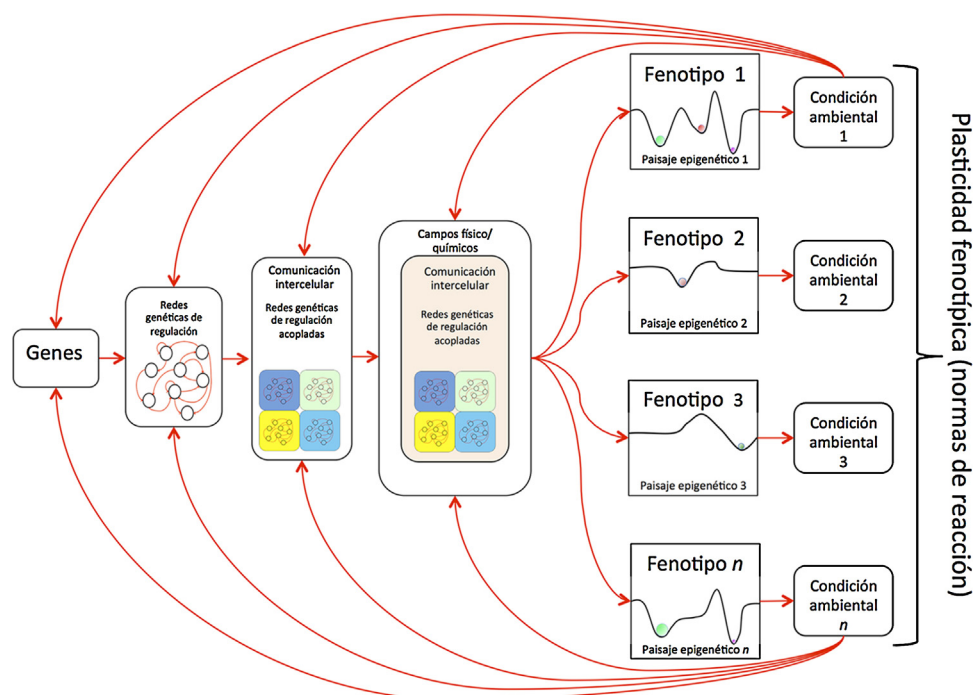 Genes
Redes
genéticas de
regulación
Comunicación
intercelular
Redes genéticas
de regulación
acopladas
Campos físico/
químicos
Comunicación
intercelular
Redes genéticas
de regulación
acopladas
Fenotipo 1
Paisaje epigenético 1
Condición
ambiental
1
Fenotipo 2
Paisaje epigenético 2
Condición
ambiental
2
Fenotipo 3
Paisaje epigenético 3
Condición
ambiental
3
Fenotipo n
Paisaje epigenético n
Condición
ambiental
n
Plasticidad fenotípica (normas de reacción)